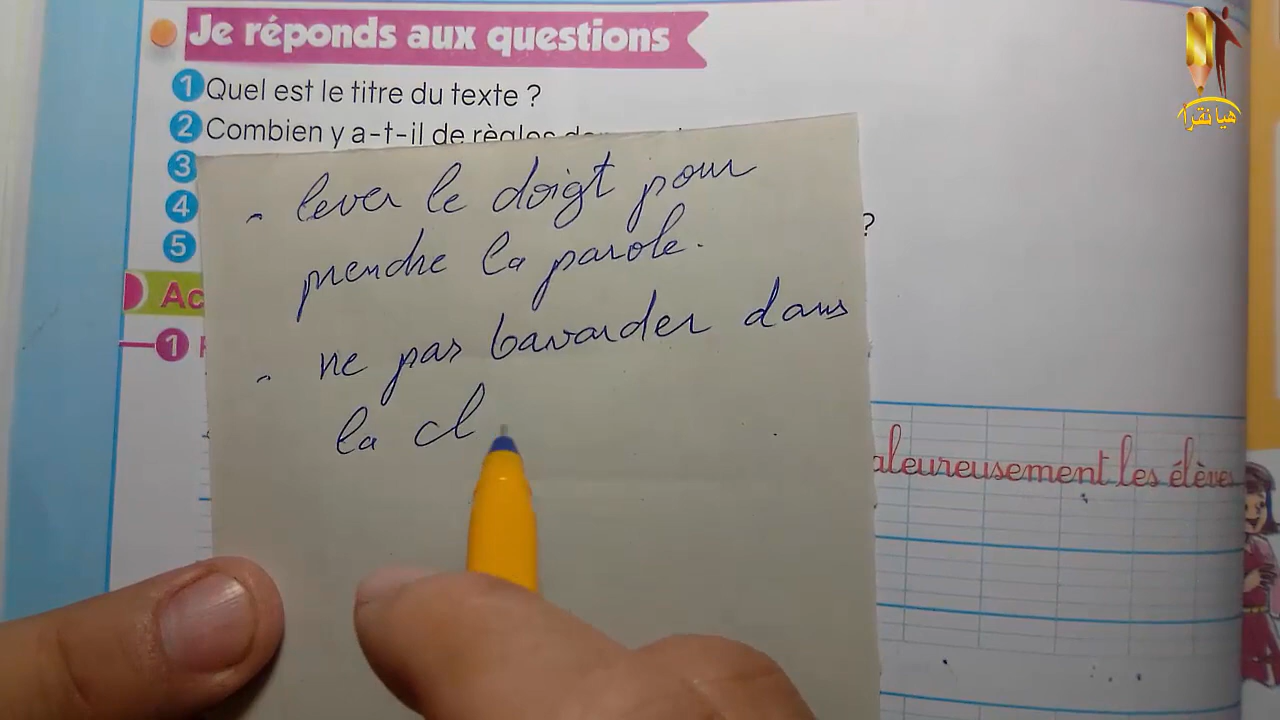 Je réponds aux questions
1 Quel est le titre du texte ?
2 Combien y a-t-il de règles
3
4
?
5
Ac
1
- lever le doigt pour
prendre la parole.
- ne pas bavarder dans
la cl
aleureusement les élèves
هيا نقرأ